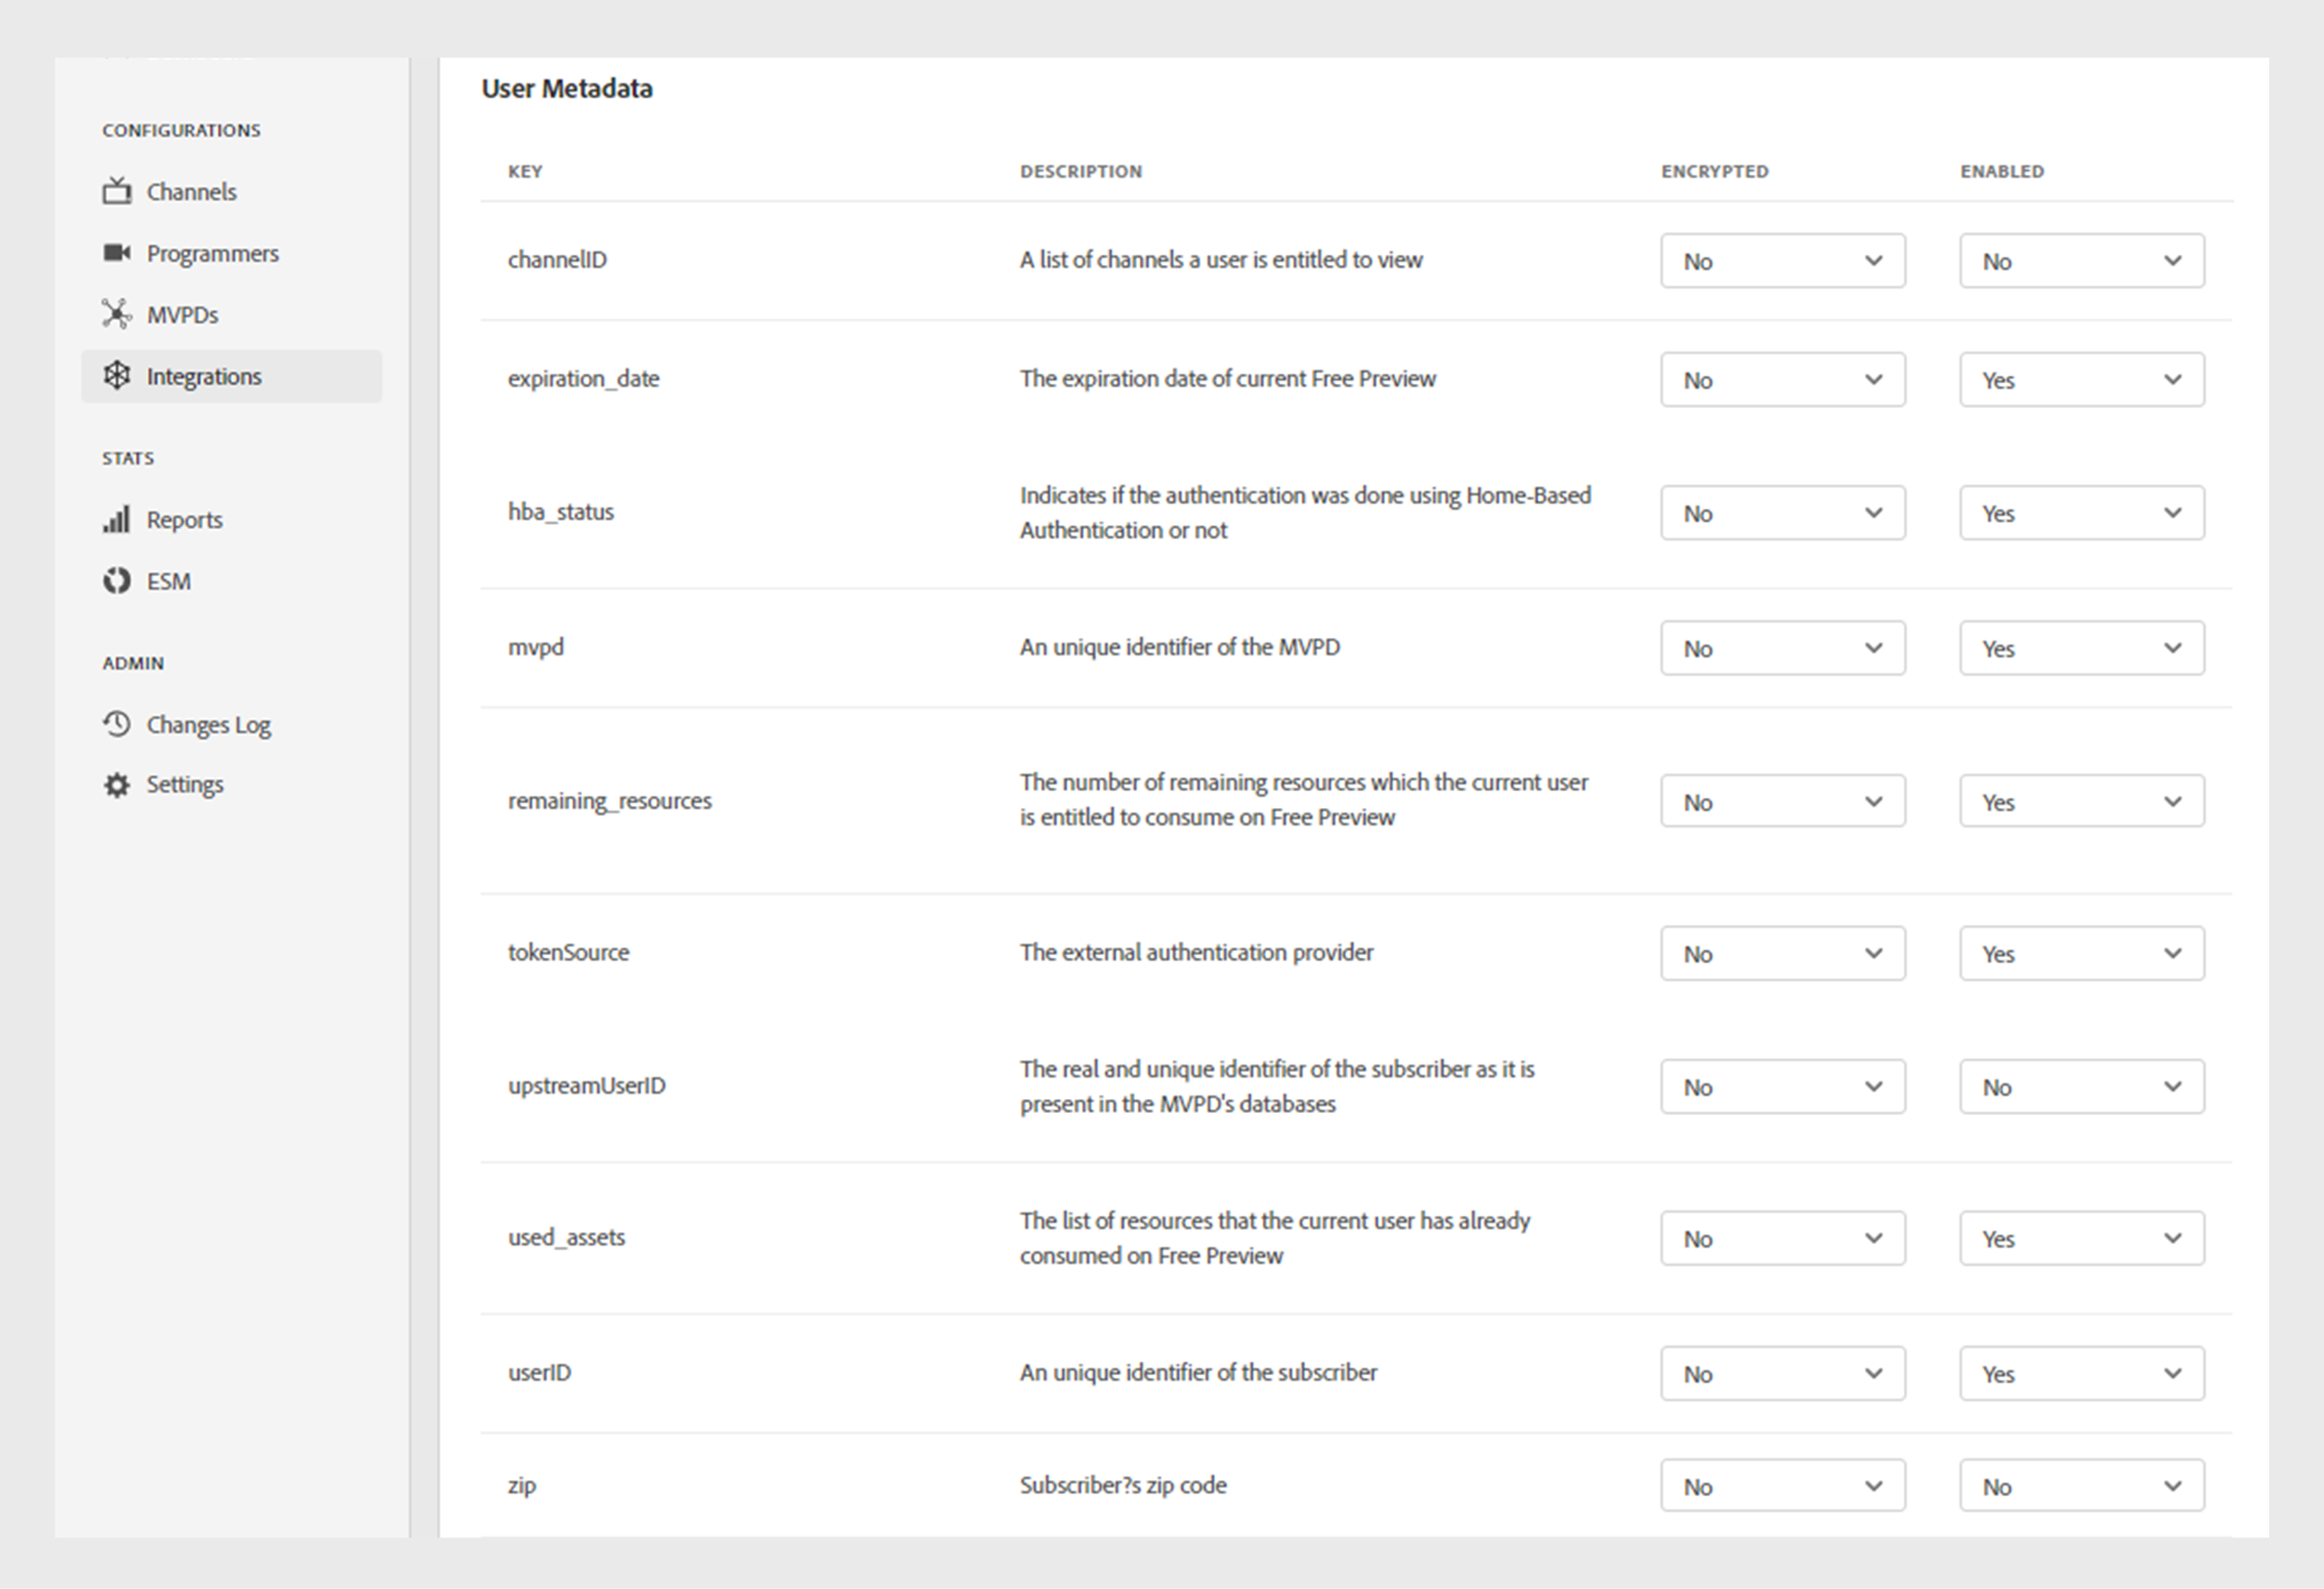 CONFIGURATIONS
Channels
Programmers
MVPDs
Integrations
STATS
Reports
ESM
ADMIN
Changes Log
Settings
User Metadata
KEY DESCRIPTION ENCRYPTED ENABLED
channelID A list of channels a user is entitled to view No No
expiration_date The expiration date of current Free Preview No Yes
hba_status Indicates if the authentication was done using Home-Based
Authentication or not No Yes
mvpd An unique identifier of the MVPD No Yes
remaining_resources The number of remaining resources which the current user
is entitled to consume on Free Preview No Yes
tokenSource The external authentication provider No Yes
upstreamUserID The real and unique identifier of the subscriber as it is
present in the MVPD's databases No No
used_assets The list of resources that the current user has already
consumed on Free Preview No Yes
userID An unique identifier of the subscriber No Yes
zip Subscriber?s zip code No No